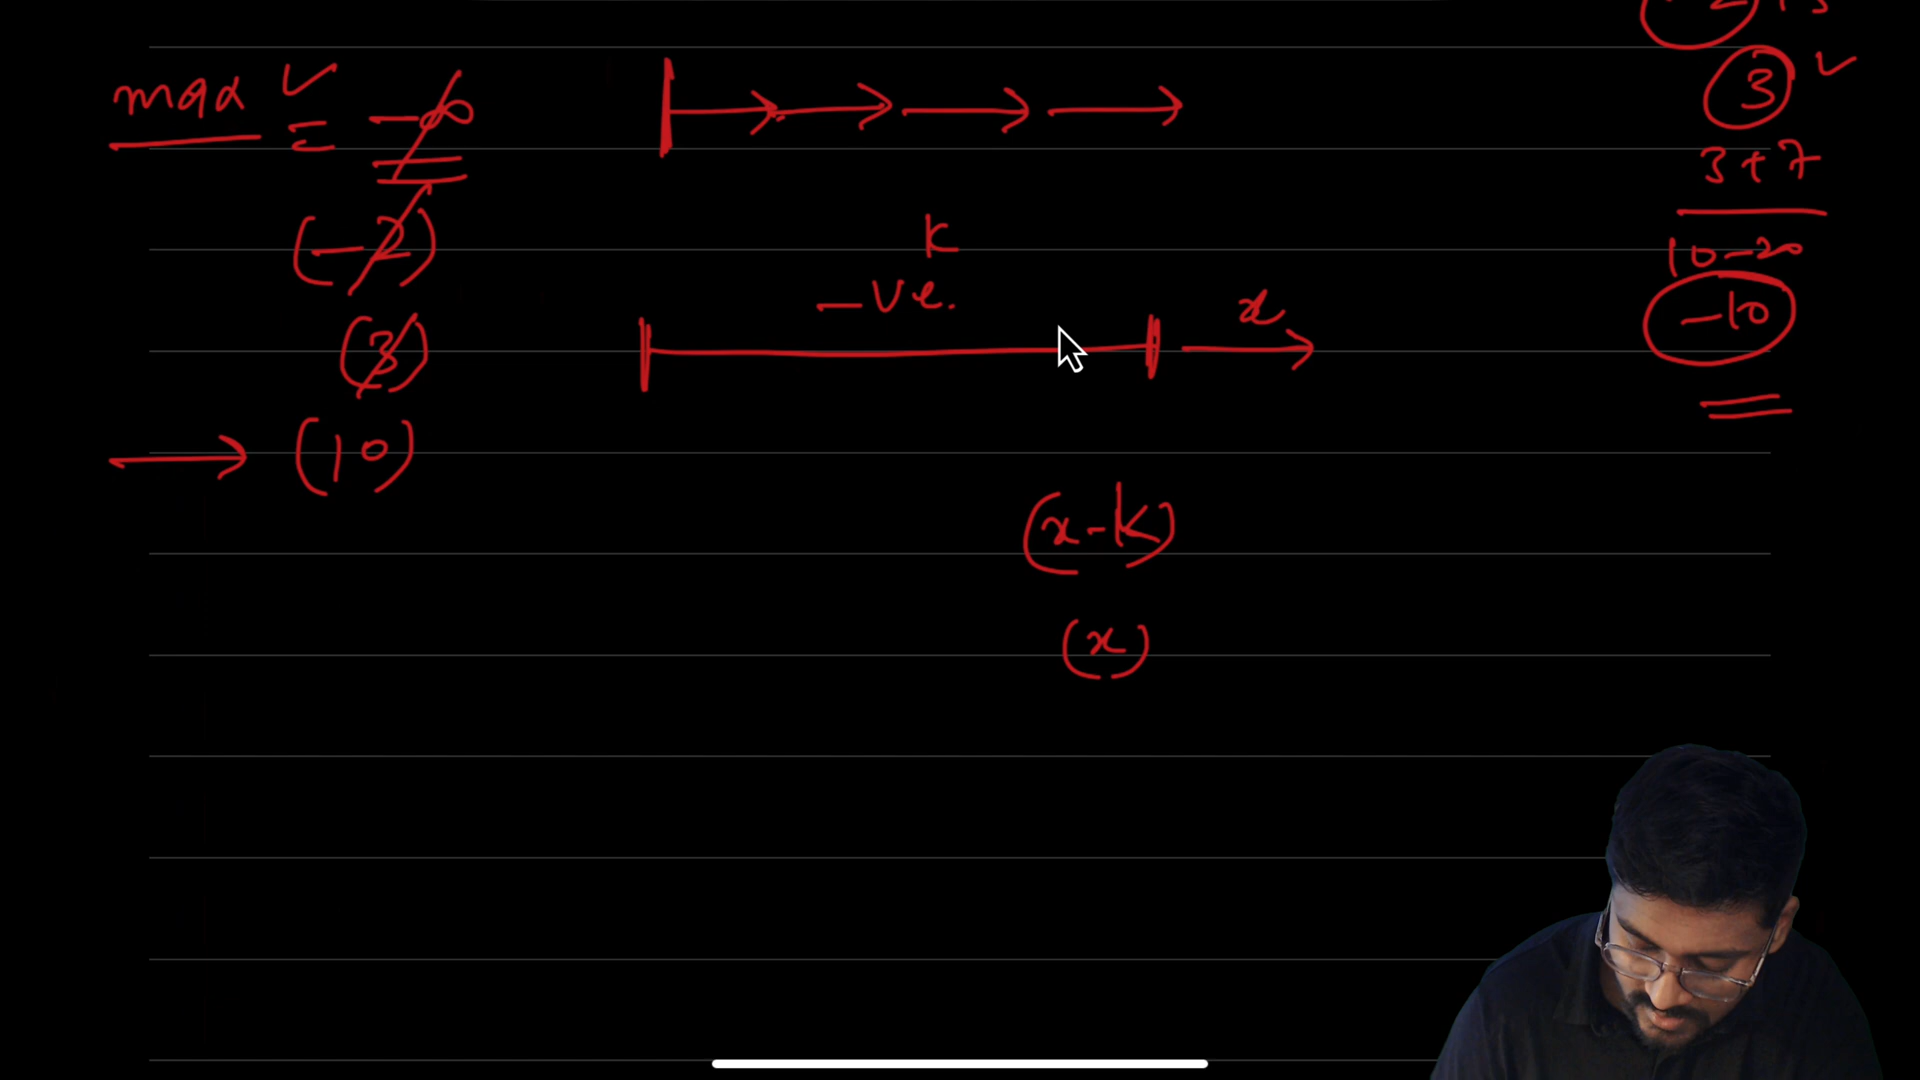 max = -∞
(-2)
(3)
(10)
K
-ve.
x
(x-k)
(x)
3
3+7
10-20
-10